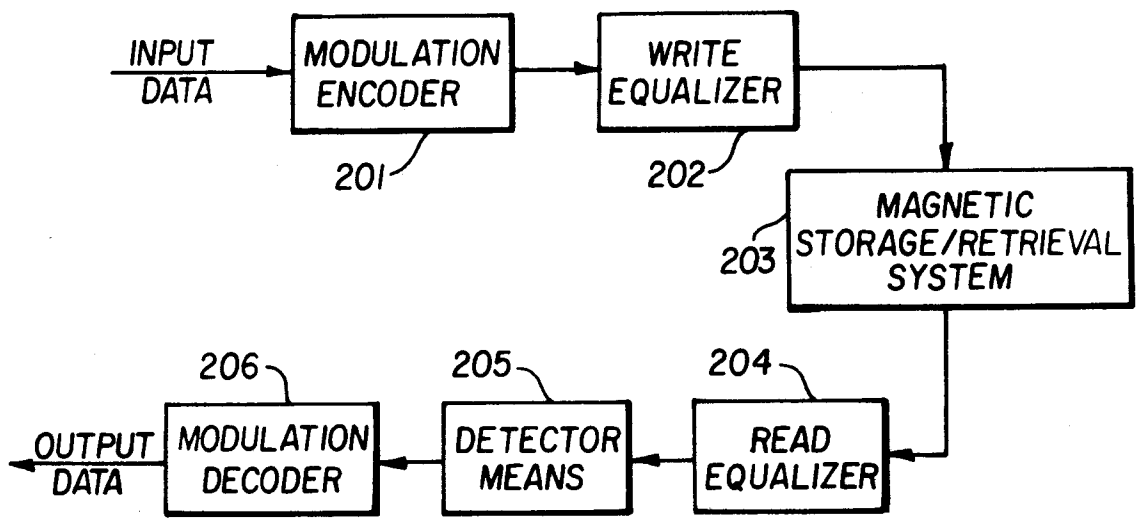 INPUT
DATA
MODULATION
ENCODER
201
WRITE
EQUALIZER
202
MAGNETIC
STORAGE/RETRIEVAL
SYSTEM
203
204
READ
EQUALIZER
205
DETECTOR
MEANS
206
MODULATION
DECODER
OUTPUT
DATA